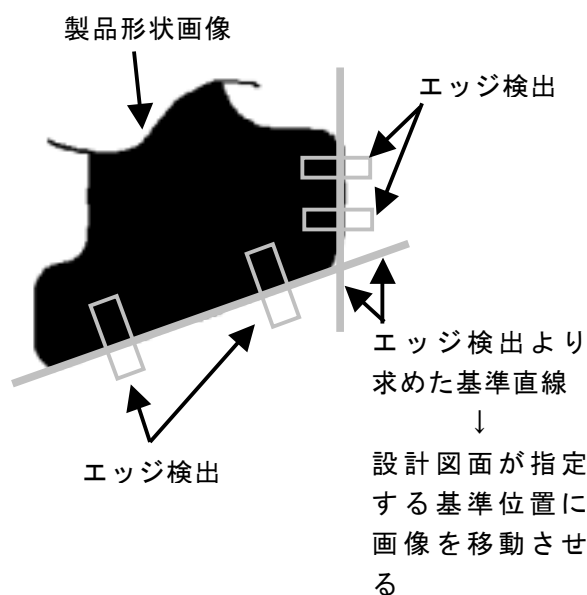 製品形状画像
エッジ検出
エッジ検出より
求めた基準直線
↓
設計図面が指定
する基準位置に
画像を移動させ
る
エッジ検出